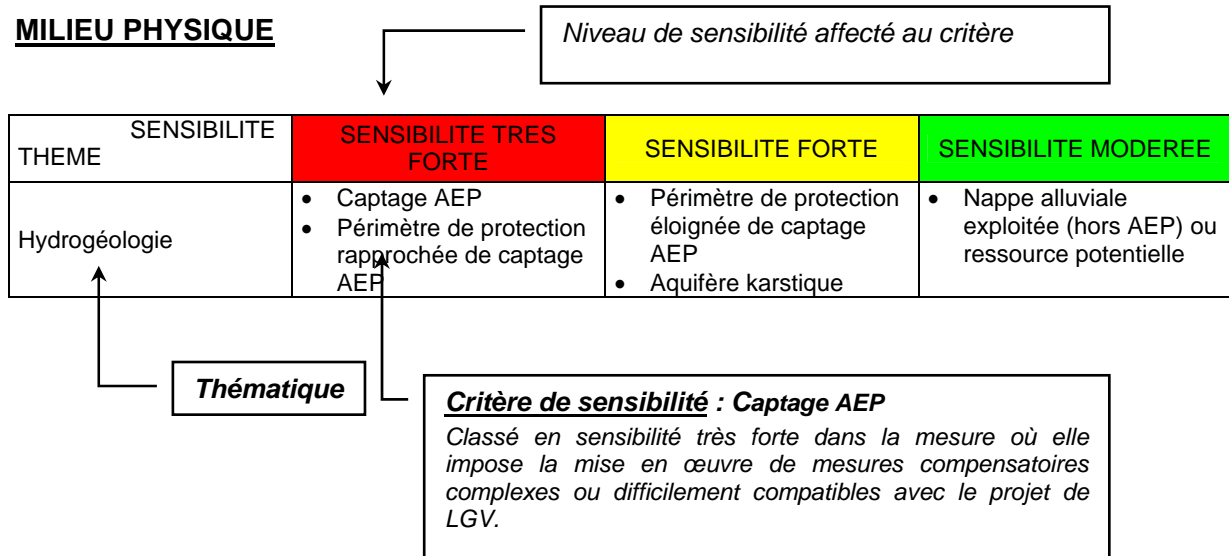 MILIEU PHYSIQUE
Niveau de sensibilité affecté au critère
SENSIBILITE
THEME
SENSIBILITE TRES
FORTE
SENSIBILITE FORTE
SENSIBILITE MODEREE
Hydrogéologie
• Captage AEP
• Périmètre de protection
rapprochée de captage
AEP
• Périmètre de protection
éloignée de captage
AEP
• Aquifère karstique
• Nappe alluviale
exploitée (hors AEP) ou
ressource potentielle
Thématique
Critère de sensibilité : Captage AEP
Classé en sensibilité très forte dans la mesure où elle
impose la mise en œuvre de mesures compensatoires
complexes ou difficilement compatibles avec le projet de
LGV.